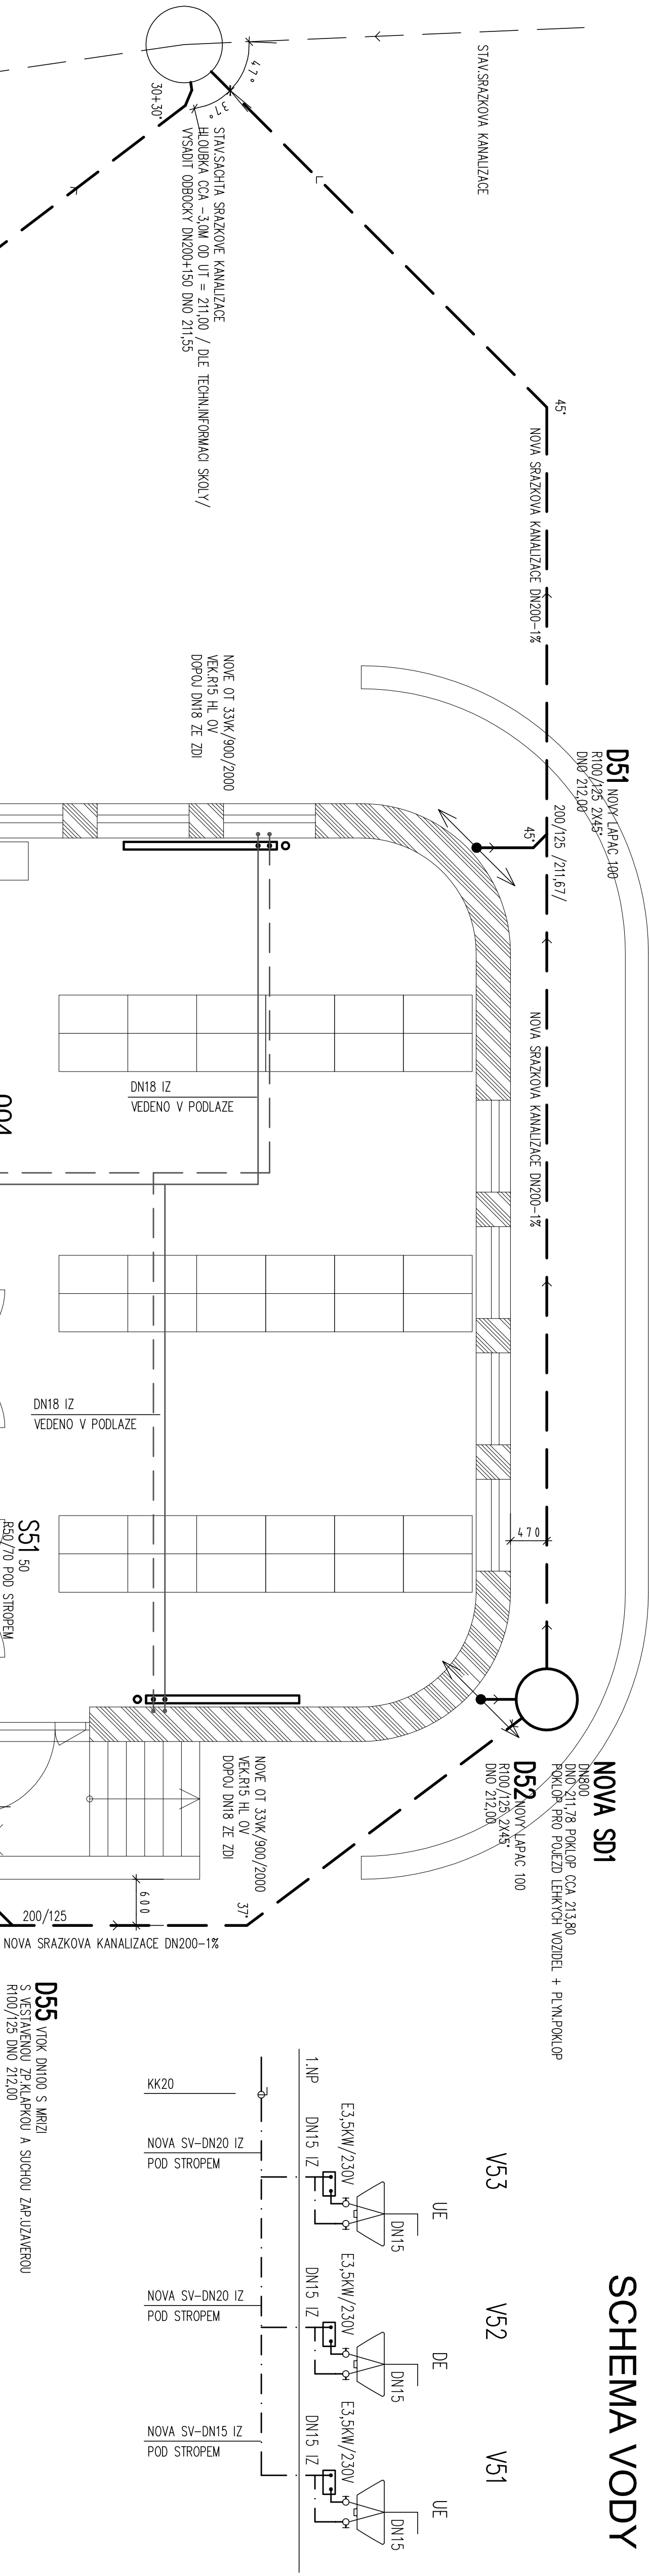 STAV.SRAZKOVA KANALIZACE
47°
37°
30+30°
STAV.SACHTA SRAZKOVE KANALIZACE
HLOUBKA CCA -3,0M OD UT = 211,00 / DLE TECHN.INFORMACI SKOLY/
VYSADIT ODBOCKY DN200+150 DNO 211,55
45°
NOVA SRAZKOVA KANALIZACE DN200-1%
NOVE OT 33VK/900/2000
VEK.R15 HL OV
DOPOJ DN18 ZE ZDI
D51 NOVY LAPAC 100
R100/125 2X45°
DNO 212,00
200/125 /211,67/
45°
NOVA SRAZKOVA KANALIZACE DN200-1%
DN18 IZ
VEDENO V PODLAZE
004
DN18 IZ
VEDENO V PODLAZE
S51 50
R50/70 POD STROPEM
470
NOVA SD1
DN800
DNO 211,78 POKLOP CCA 213,80
POKLOP PRO POJEZD LEHKYCH VOZIDEL + PLYN.POKLOP
D52 NOVY LAPAC 100
R100/125 2X45°
DNO 212,00
NOVE OT 33VK/900/2000
VEK.R15 HL OV
DOPOJ DN18 ZE ZDI
600
37°
200/125
NOVA SRAZKOVA KANALIZACE DN200-1%
D55 VTOK DN100 S MRIZI
S VESTAVENOU ZP.KLAPKOU A SUCHOU ZAP.UZAVEROU
R100/125 DNO 212,00
SCHEMA VODY
V53
UE
E3,5KW/230V
DN15
DN15 IZ
1.NP
KK20
NOVA SV-DN20 IZ
POD STROPEM
V52
DE
E3,5KW/230V
DN15
DN15 IZ
NOVA SV-DN20 IZ
POD STROPEM
V51
UE
E3,5KW/230V
DN15
DN15 IZ
NOVA SV-DN15 IZ
POD STROPEM